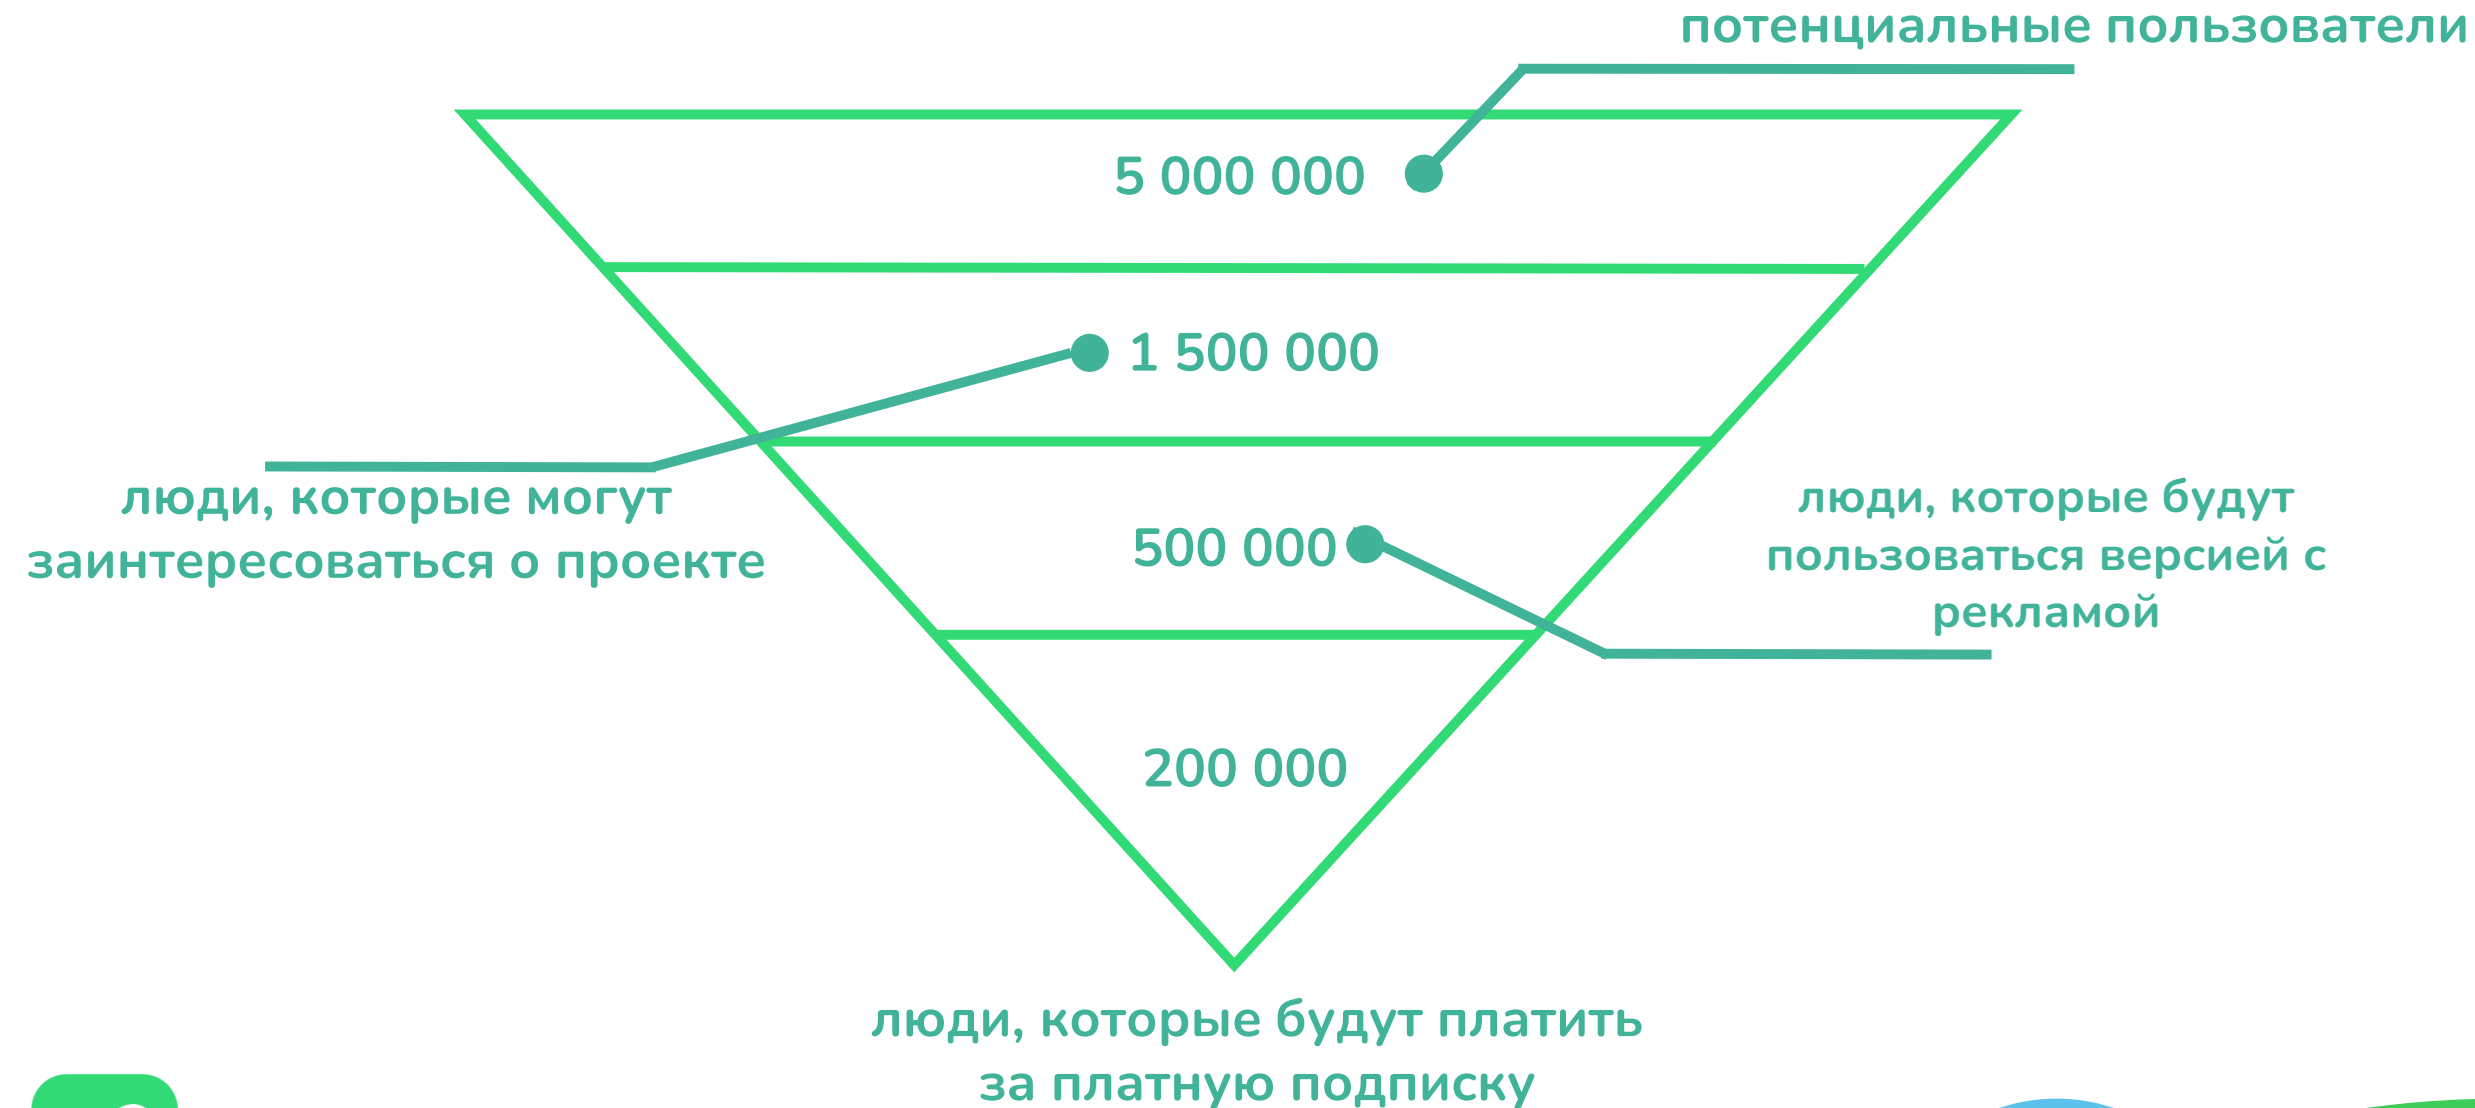 потенциальные пользователи
5 000 000
1 500 000
люди, которые могут
заинтересоваться о проекте
500 000
люди, которые будут
пользоваться версией с
рекламой
200 000
люди, которые будут платить
за платную подписку